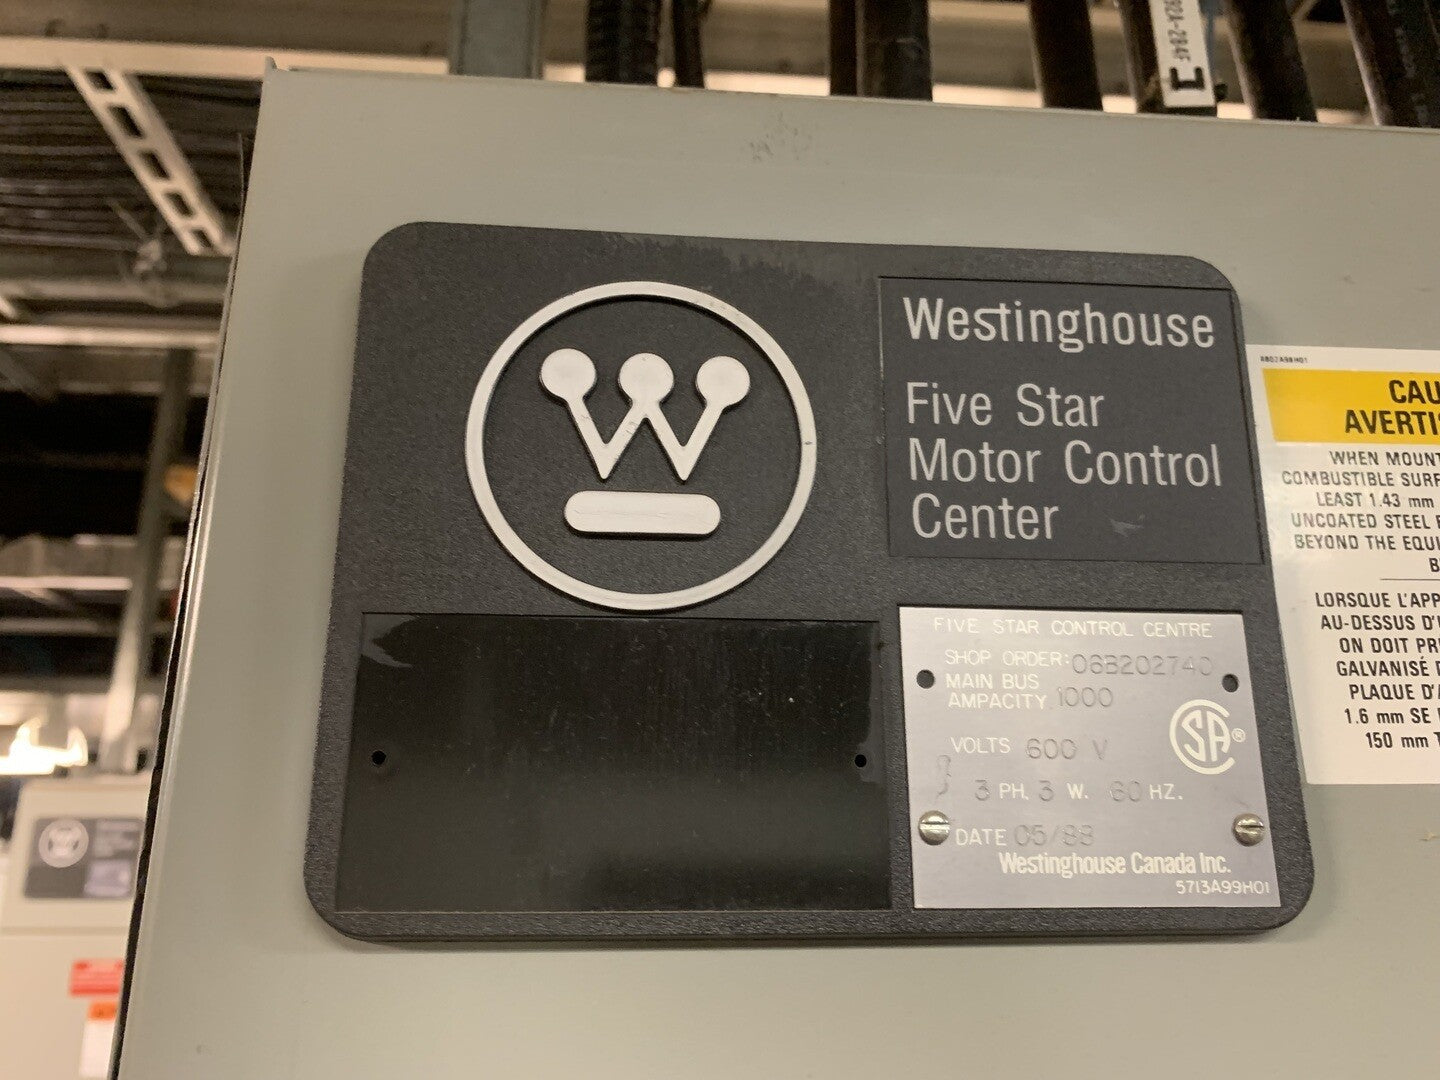 92A-284F
W
Westinghouse
Five Star
Motor Control
Center
FIVE STAR CONTROL CENTRE
SHOP ORDER: 06B202740
MAIN BUS
AMPACITY 1000
VOLTS 600 V
3 PH. 3 W. 60 HZ.
DATE 05/88
CSA®
Westinghouse Canada Inc.
5713A99H01
CAU
AVERTI
WHEN MOUNT
COMBUSTIBLE SURF
LEAST 1.43 mm
UNCOATED STEEL
BEYOND THE EQUI
B
LORSQUE L'APP
AU-DESSUS D'
ON DOIT PR
GALVANISÉ
PLAQUE D'
1.6 mm SE
150 mm